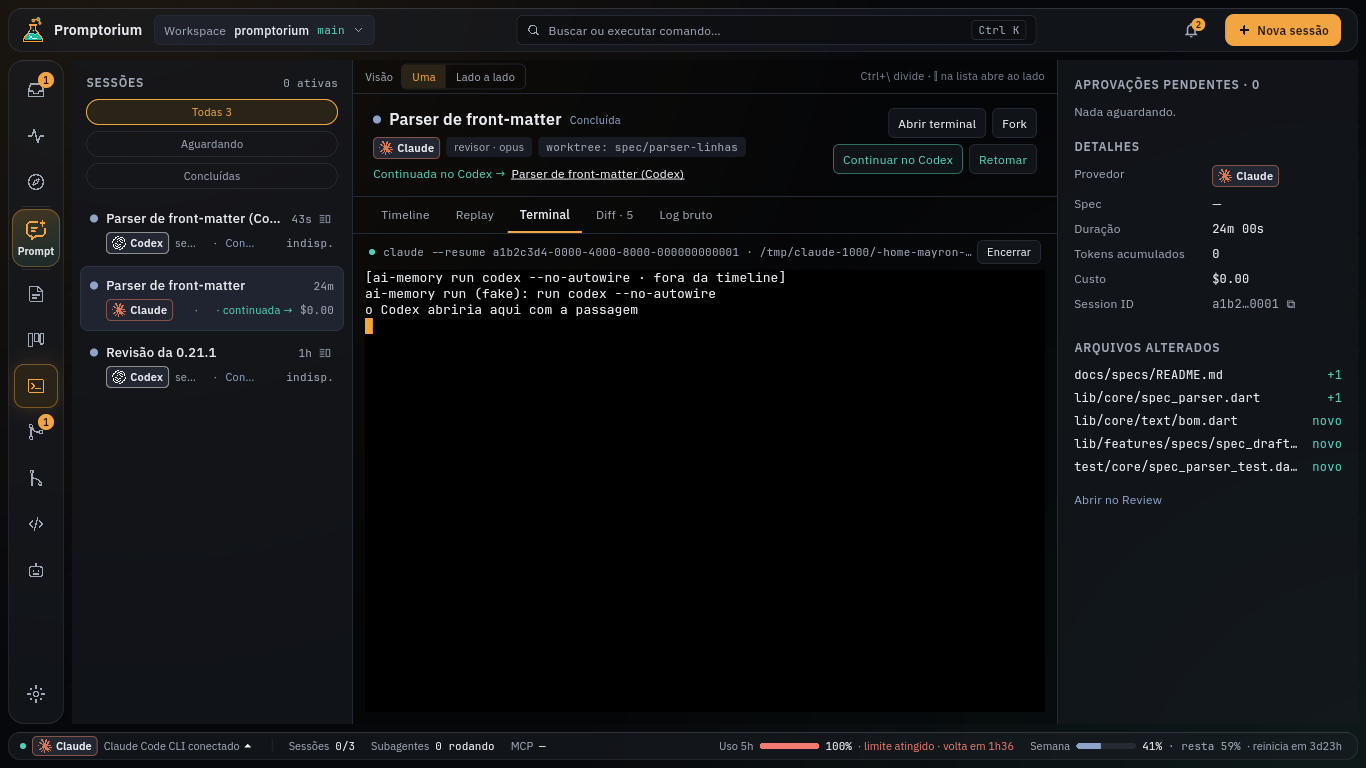 Promptorium
Workspace promptorium main
Buscar ou executar comando...
Ctrl K
2
+ Nova sessão
1
Prompt
1
SESSÕES
0 ativas
Todas 3
Aguardando
Concluídas
Parser de front-matter (Co... 43s
Codex se... · Con... indisp.
Parser de front-matter 24m
Claude · · continuada → $0.00
Revisão da 0.21.1 1h
Codex se... · Con... indisp.
Visão Uma Lado a lado
Ctrl+\ divide · ∥ na lista abre ao lado
Parser de front-matter Concluída
Abrir terminal Fork
Claude revisor · opus worktree: spec/parser-linhas
Continuar no Codex Retomar
Continuada no Codex → Parser de front-matter (Codex)
Timeline Replay Terminal Diff · 5 Log bruto
claude --resume a1b2c3d4-0000-4000-8000-000000000001 · /tmp/claude-1000/-home-mayron-… Encerrar
[ai-memory run codex --no-autowire · fora da timeline]
ai-memory run (fake): run codex --no-autowire
o Codex abriria aqui com a passagem
APROVAÇÕES PENDENTES · 0
Nada aguardando.
DETALHES
Provedor Claude
Spec —
Duração 24m 00s
Tokens acumulados 0
Custo $0.00
Session ID a1b2…0001
ARQUIVOS ALTERADOS
docs/specs/README.md +1
lib/core/spec_parser.dart +1
lib/core/text/bom.dart novo
lib/features/specs/spec_draft… novo
test/core/spec_parser_test.da… novo
Abrir no Review
Claude Claude Code CLI conectado Sessões 0/3 Subagentes 0 rodando MCP — Uso 5h 100% · limite atingido · volta em 1h36 Semana 41% · resta 59% · reinicia em 3d23h